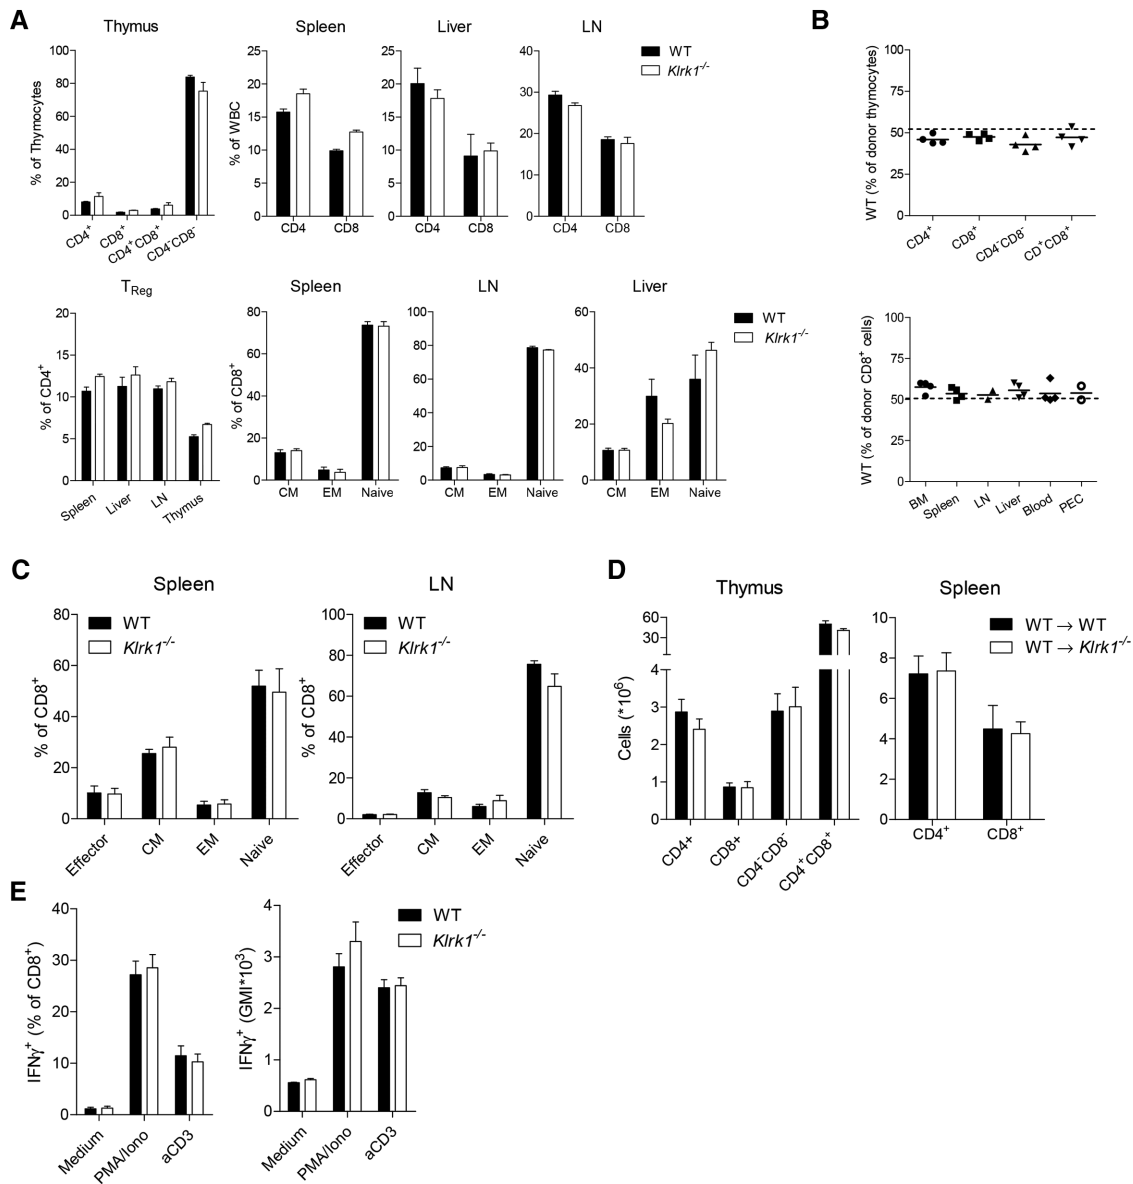 A
Thymus
% of Thymocytes
100
80
60
40
20
0
CD4⁺
CD8⁺
CD4⁺CD8⁺
CD4⁻CD8⁻
Spleen
% of WBC
25
20
15
10
5
0
CD4
CD8
Liver
25
20
15
10
5
0
CD4
CD8
LN
40
30
20
10
0
CD4
CD8
WT
Klrk1⁻/⁻
TReg
% of CD4⁺
20
15
10
5
0
Spleen
Liver
LN
Thymus
Spleen
% of CD8⁺
80
60
40
20
0
CM
EM
Naive
LN
100
80
60
40
20
0
CM
EM
Naive
Liver
60
40
20
0
CM
EM
Naive
WT
Klrk1⁻/⁻
B
WT (% of donor thymocytes)
100
75
50
25
0
CD4⁺
CD8⁺
CD4⁻CD8⁻
CD⁺CD8⁺
WT (% of donor CD8⁺ cells)
100
75
50
25
0
BM
Spleen
LN
Liver
Blood
PEC
C
Spleen
% of CD8⁺
80
60
40
20
0
WT
Klrk1⁻/⁻
Effector
CM
EM
Naive
LN
% of CD8⁺
100
80
60
40
20
0
WT
Klrk1⁻/⁻
Effector
CM
EM
Naive
D
Thymus
Cells (*10⁶)
60
30
4
3
2
1
0
CD4+
CD8+
CD4⁻CD8⁻
CD4⁺CD8⁺
Spleen
10
8
6
4
2
0
CD4⁺
CD8⁺
WT → WT
WT → Klrk1⁻/⁻
E
IFNγ⁺ (% of CD8⁺)
40
30
20
10
0
Medium
PMA/Iono
aCD3
IFNγ⁺ (GMI*10³)
4
3
2
1
0
Medium
PMA/Iono
aCD3
WT
Klrk1⁻/⁻